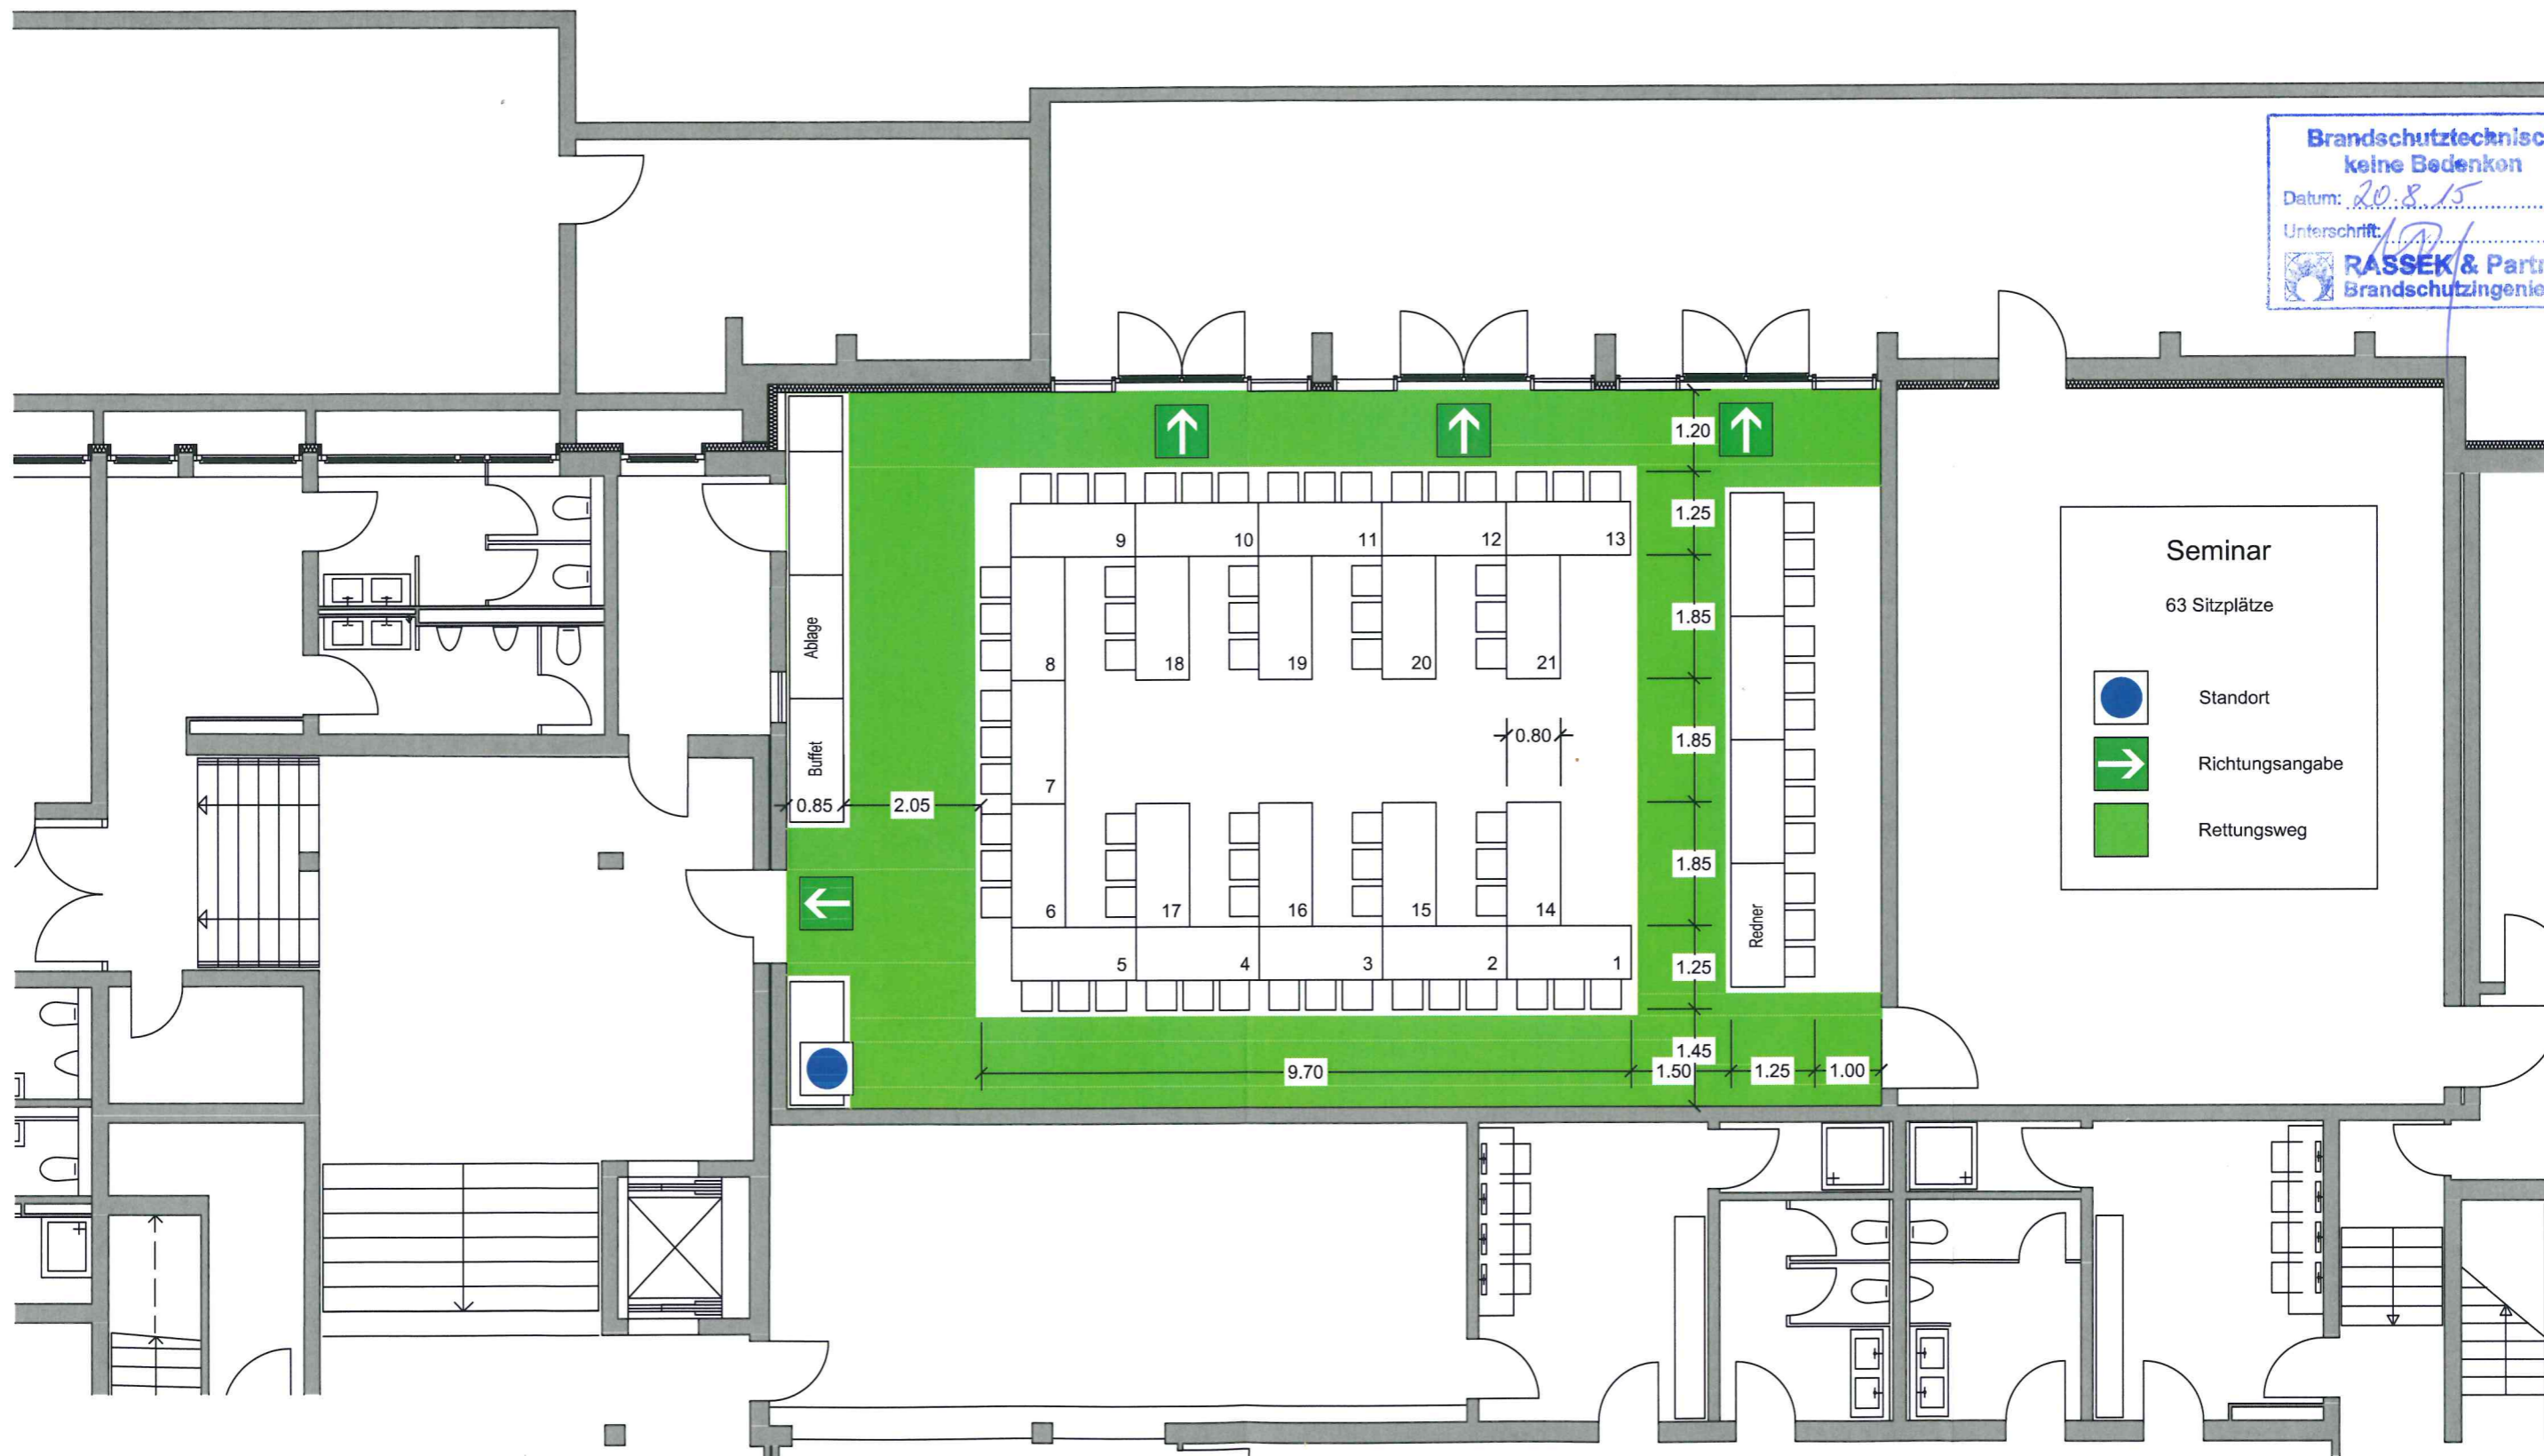 Brandschutztechnisc
keine Bedenken
Datum: 20.8.15
Unterschrift:
RASSEK & Partn
Brandschutzingenie
1.20
1.25
1.85
1.85
1.85
1.25
1.45
9
10
11
12
13
8
18
19
20
21
7
0.80
6
17
16
15
14
5
4
3
2
1
Ablage
Buffet
0.85
2.05
Redner
9.70
1.50
1.25
1.00
Seminar
63 Sitzplätze
Standort
Richtungsangabe
Rettungsweg